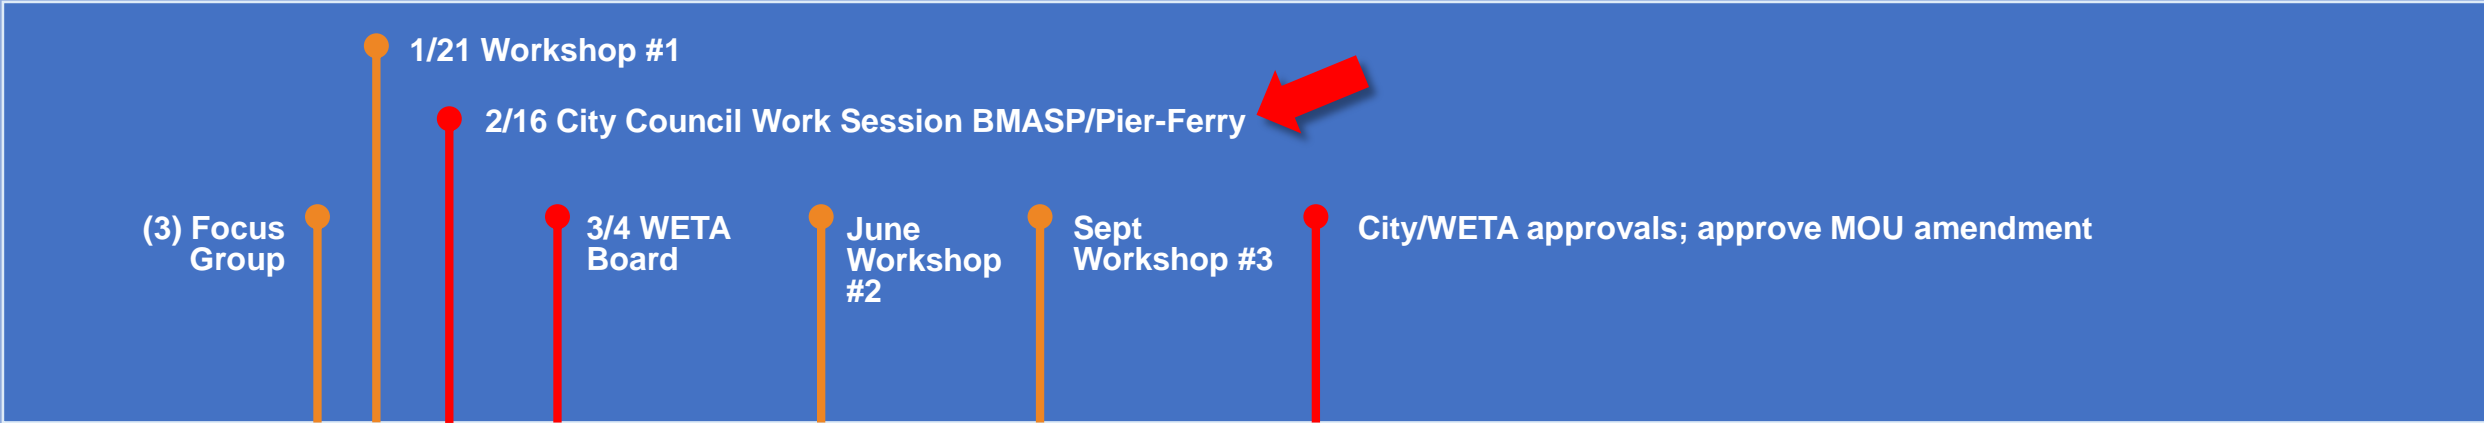 1/21 Workshop #1
2/16 City Council Work Session BMASP/Pier-Ferry
(3) Focus
Group
3/4 WETA
Board
June
Workshop
#2
Sept
Workshop #3
City/WETA approvals; approve MOU amendment